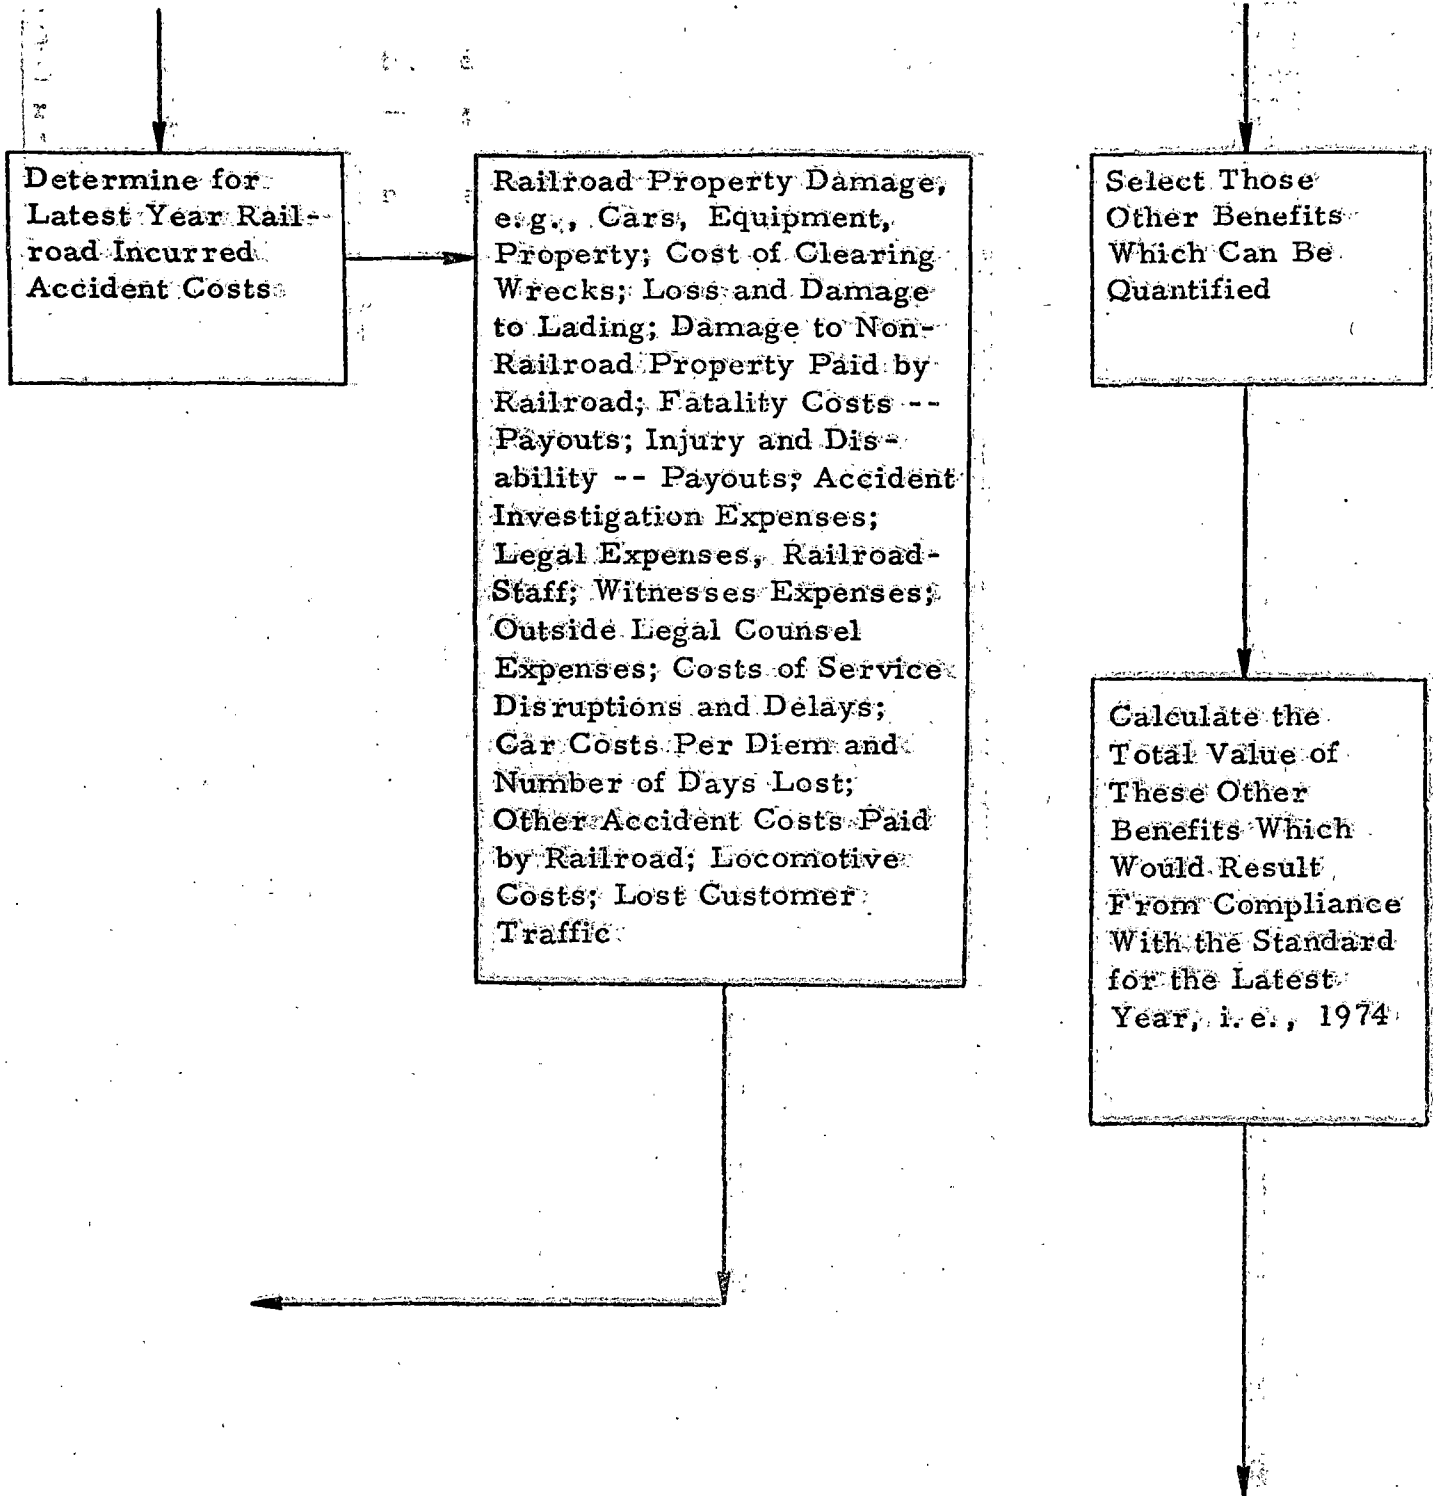 Determine for
Latest Year Rail-
road Incurred
Accident Costs
Railroad Property Damage,
e.g., Cars, Equipment,
Property; Cost of Clearing
Wrecks; Loss and Damage
to Lading; Damage to Non-
Railroad Property Paid by
Railroad; Fatality Costs --
Payouts; Injury and Dis-
ability -- Payouts; Accident
Investigation Expenses;
Legal Expenses, Railroad-
Staff; Witnesses Expenses;
Outside Legal Counsel
Expenses; Costs of Service
Disruptions and Delays;
Car Costs Per Diem and
Number of Days Lost;
Other Accident Costs Paid
by Railroad; Locomotive
Costs; Lost Customer
Traffic
Select Those
Other Benefits
Which Can Be
Quantified
Calculate the
Total Value of
These Other
Benefits Which
Would Result
From Compliance
With the Standard
for the Latest
Year, i.e., 1974